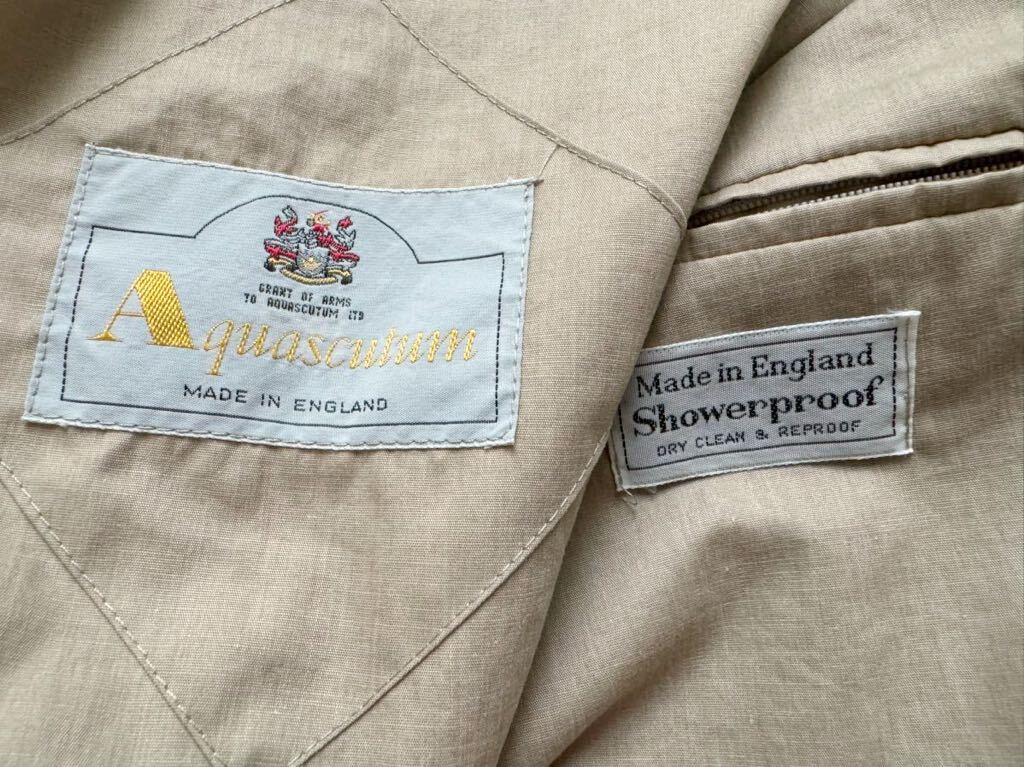 GRANT OF ARMS
TO AQUASCUTUM LTD
Aquascutum
MADE IN ENGLAND
Made in England
Showerproof
DRY CLEAN & REPROOF